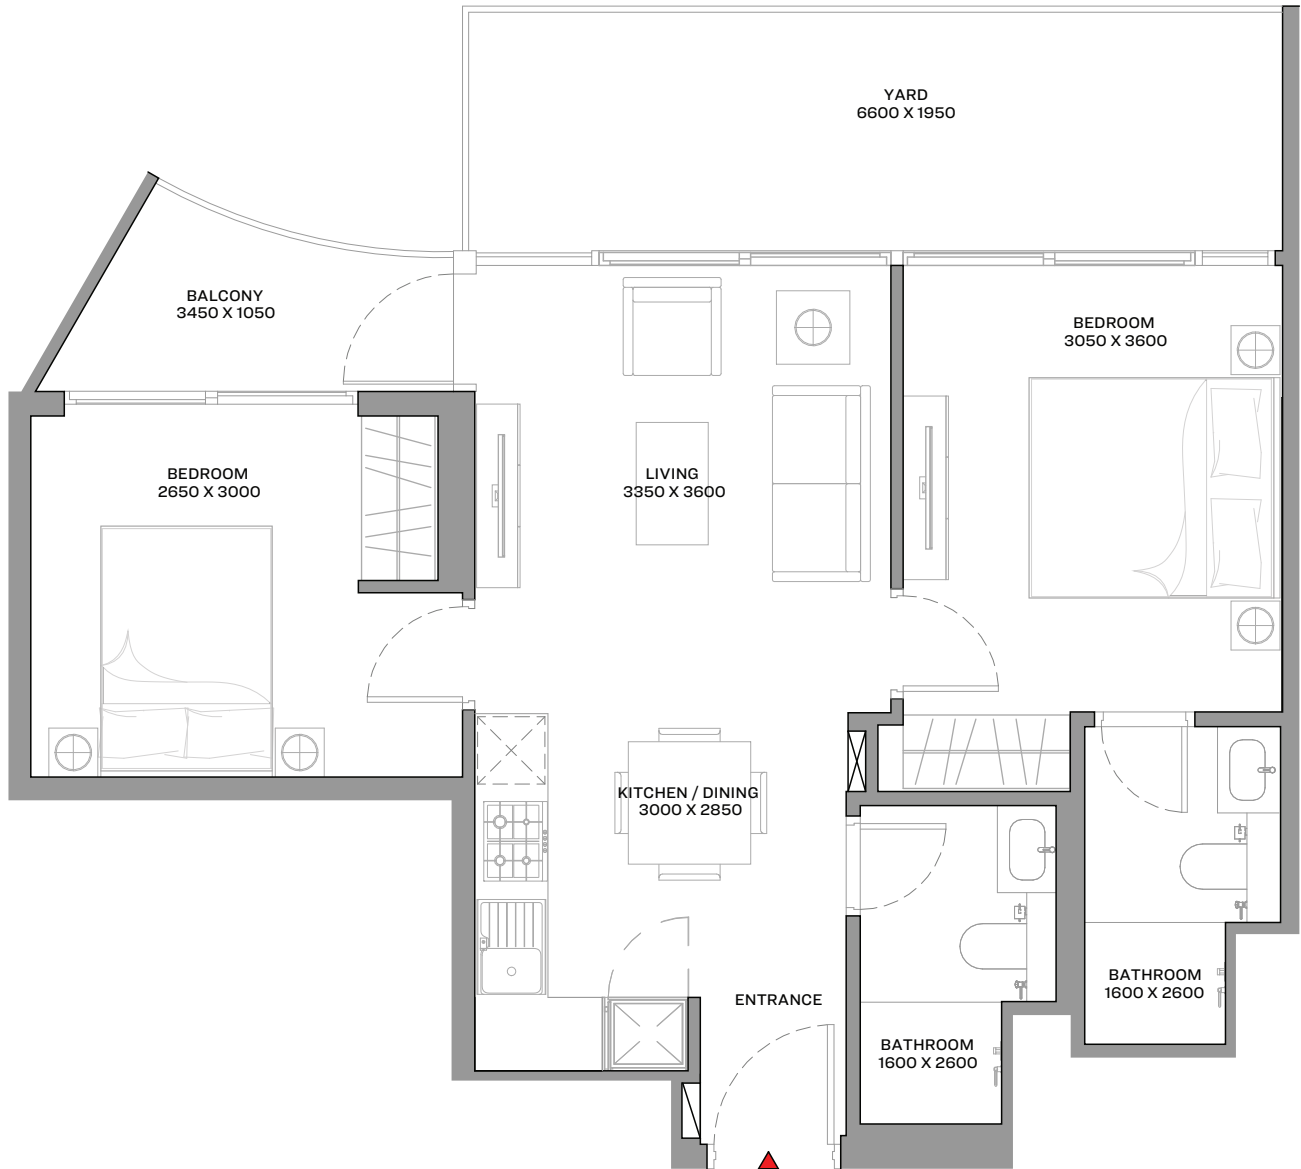 YARD
6600 X 1950
BALCONY
3450 X 1050
BEDROOM
3050 X 3600
BEDROOM
2650 X 3000
LIVING
3350 X 3600
KITCHEN / DINING
3000 X 2850
ENTRANCE
BATHROOM
1600 X 2600
BATHROOM
1600 X 2600